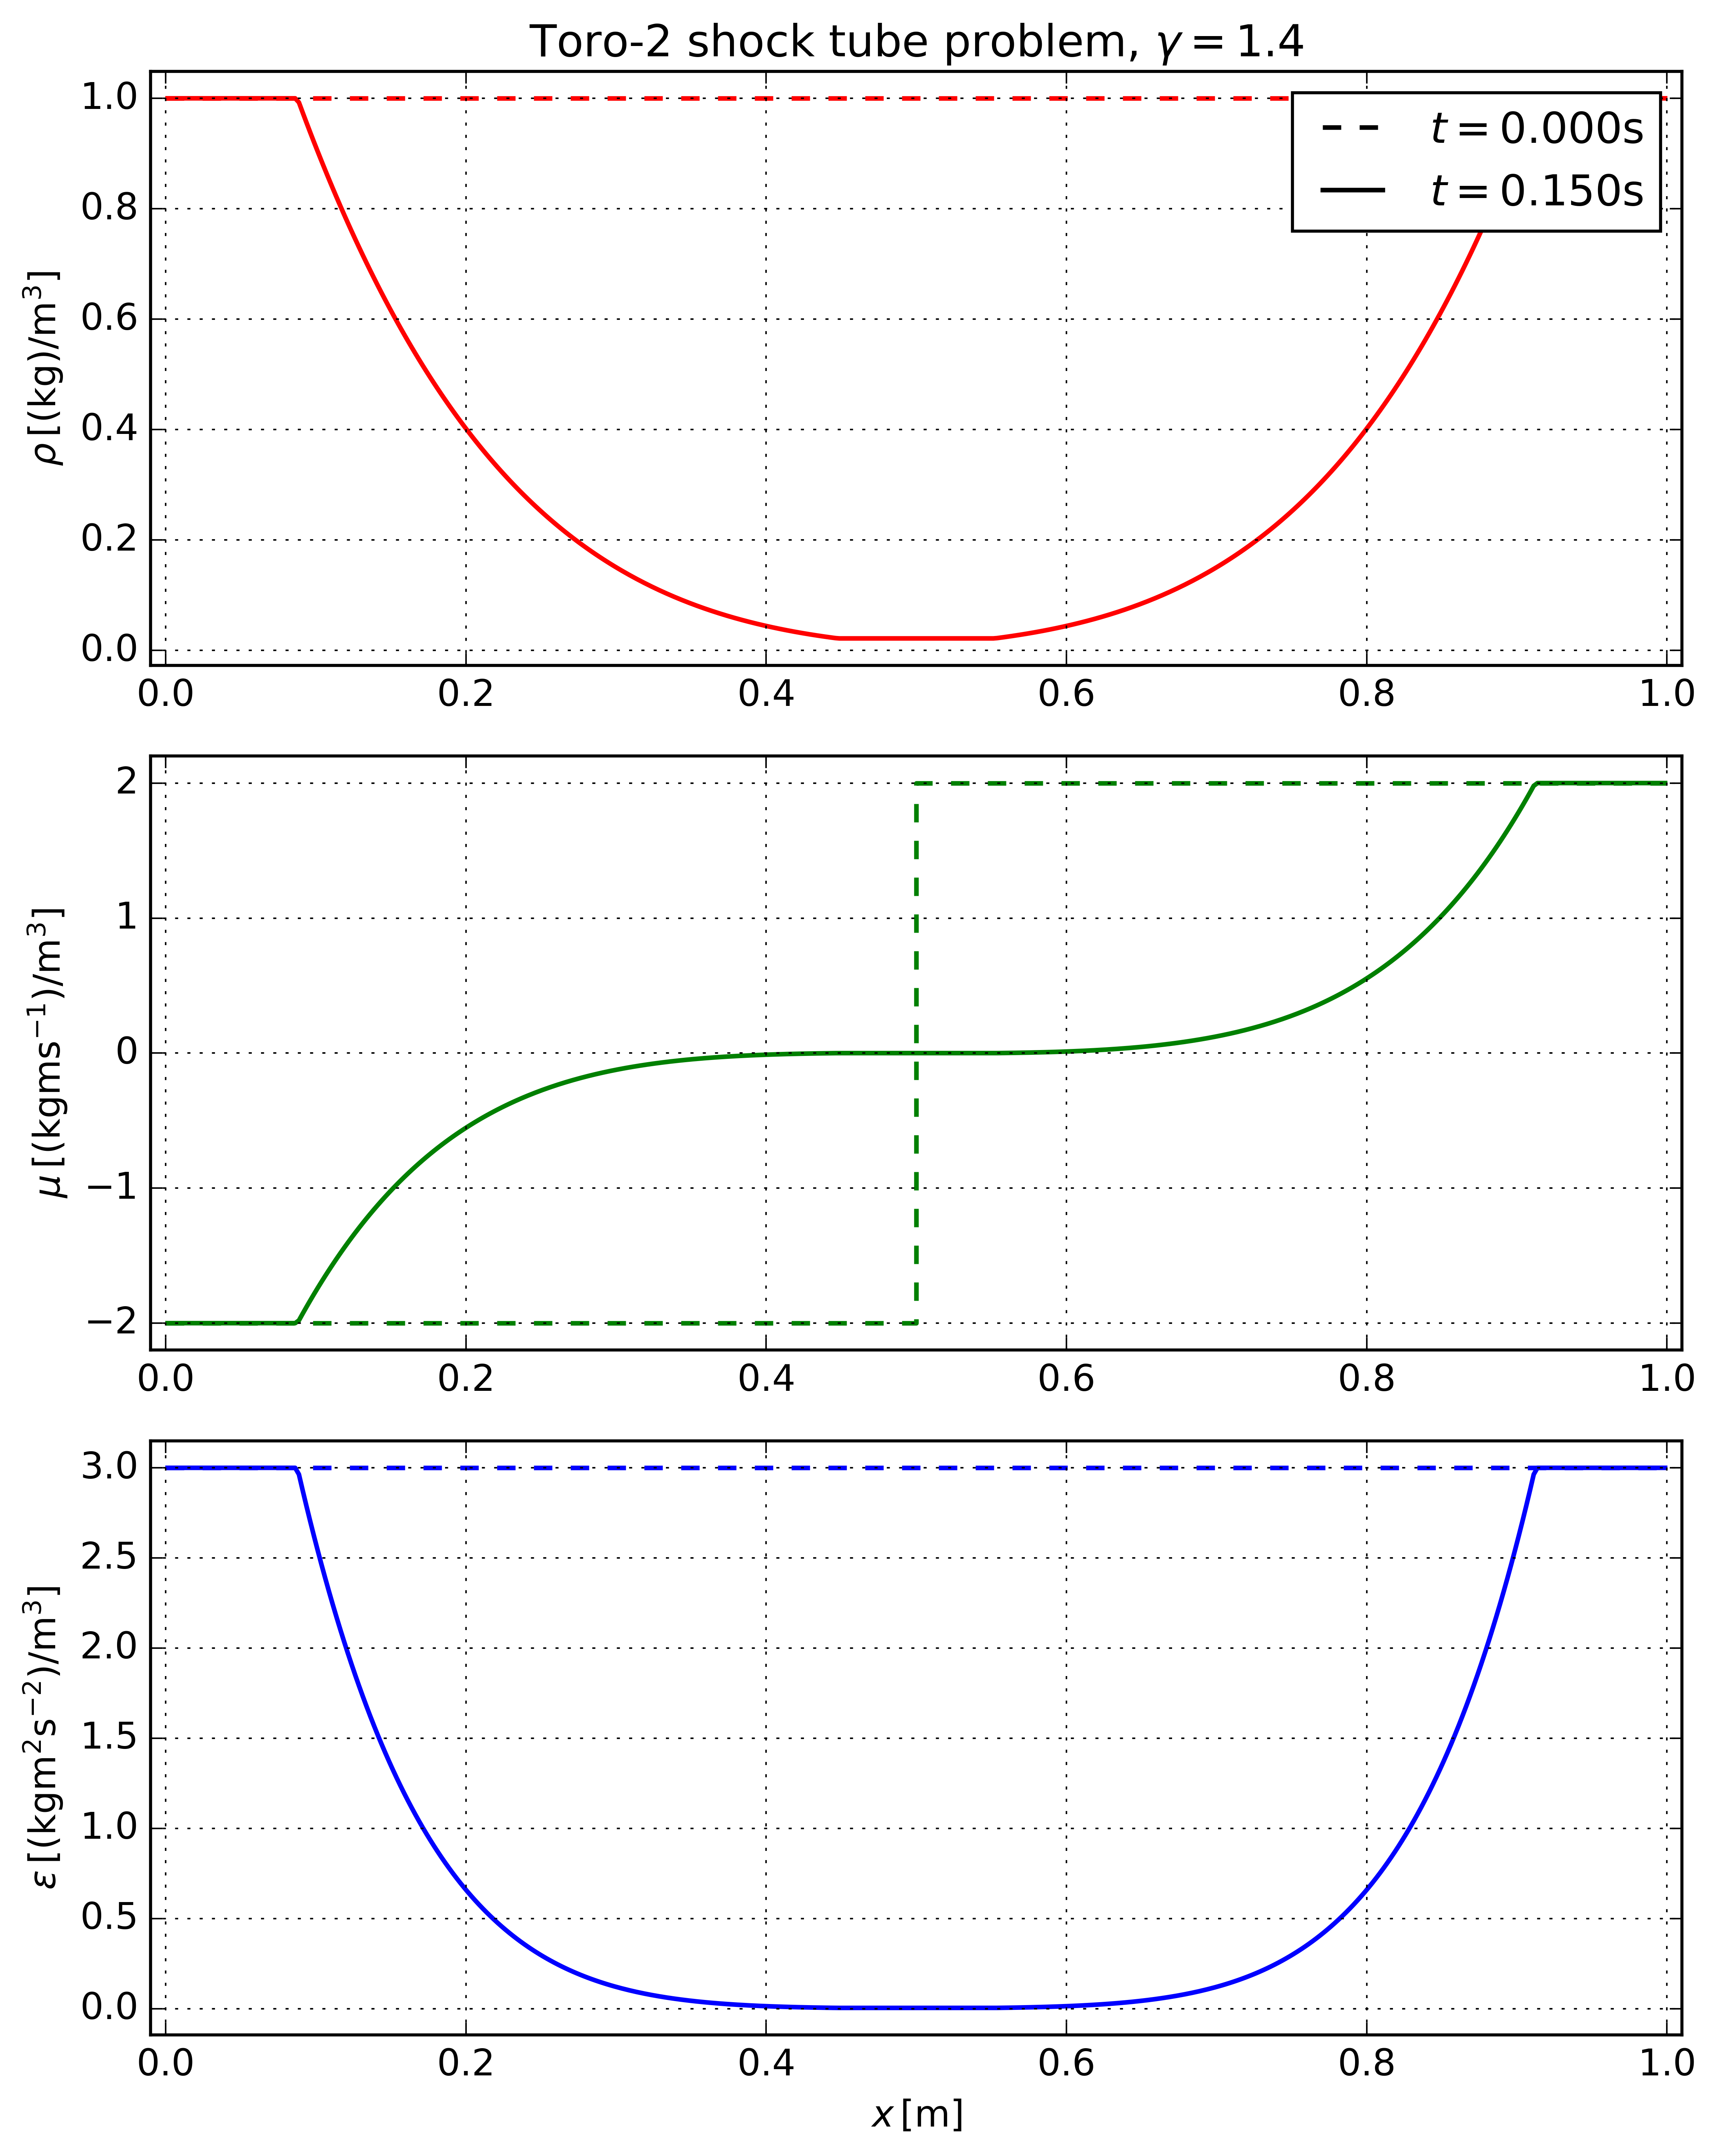 Toro-2 shock tube problem, γ = 1.4
1.0
0.8
0.6
0.4
0.2
0.0
ρ [(kg)/m³]
t = 0.000s
t = 0.150s
0.0 0.2 0.4 0.6 0.8 1.0
2
1
0
−1
−2
μ [(kgms⁻¹)/m³]
0.0 0.2 0.4 0.6 0.8 1.0
3.0
2.5
2.0
1.5
1.0
0.5
0.0
ε [(kgm²s⁻²)/m³]
0.0 0.2 0.4 0.6 0.8 1.0
x [m]